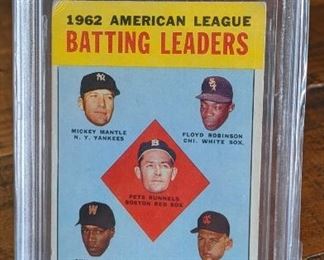 1962 AMERICAN LEAGUE
BATTING LEADERS
MICKEY MANTLE
N. Y. YANKEES
FLOYD ROBINSON
CHI. WHITE SOX
B
PETE RUNNELS
BOSTON RED SOX
W